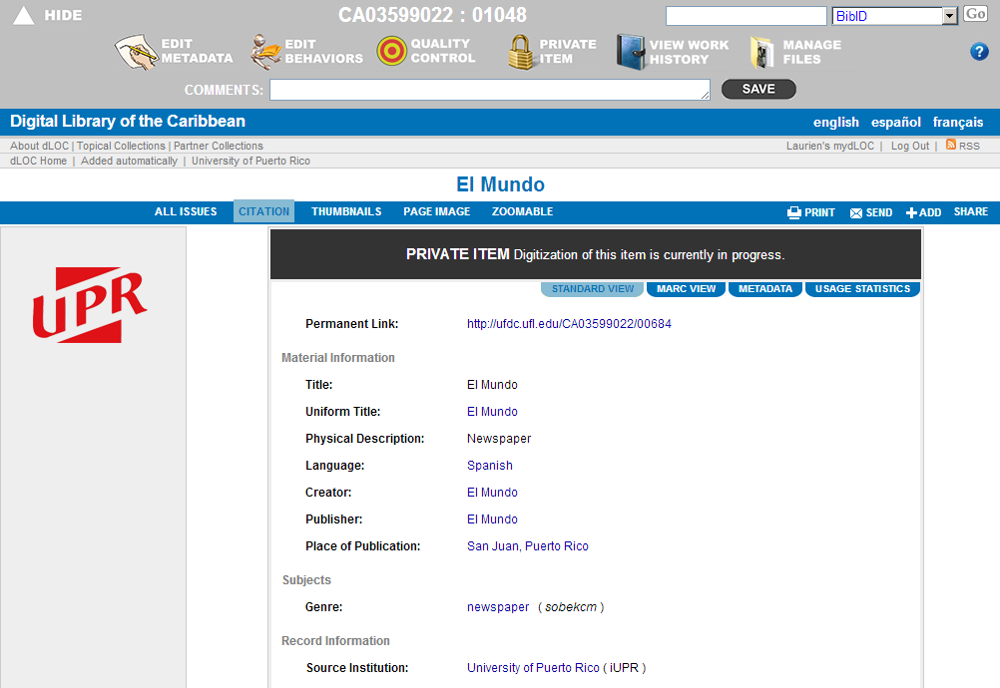 HIDE
CA03599022 : 01048
BibID
Go
EDIT METADATA
EDIT BEHAVIORS
QUALITY CONTROL
PRIVATE ITEM
VIEW WORK HISTORY
MANAGE FILES
?
COMMENTS:
SAVE
Digital Library of the Caribbean
english español français
About dLOC | Topical Collections | Partner Collections
Laurien's mydLOC | Log Out | RSS
dLOC Home | Added automatically | University of Puerto Rico
El Mundo
ALL ISSUES CITATION THUMBNAILS PAGE IMAGE ZOOMABLE
PRINT SEND ADD SHARE
UPR
PRIVATE ITEM Digitization of this item is currently in progress.
STANDARD VIEW MARC VIEW METADATA USAGE STATISTICS
Permanent Link: http://ufdc.ufl.edu/CA03599022/00684
Material Information
Title: El Mundo
Uniform Title: El Mundo
Physical Description: Newspaper
Language: Spanish
Creator: El Mundo
Publisher: El Mundo
Place of Publication: San Juan, Puerto Rico
Subjects
Genre: newspaper ( sobekcm )
Record Information
Source Institution: University of Puerto Rico ( iUPR )